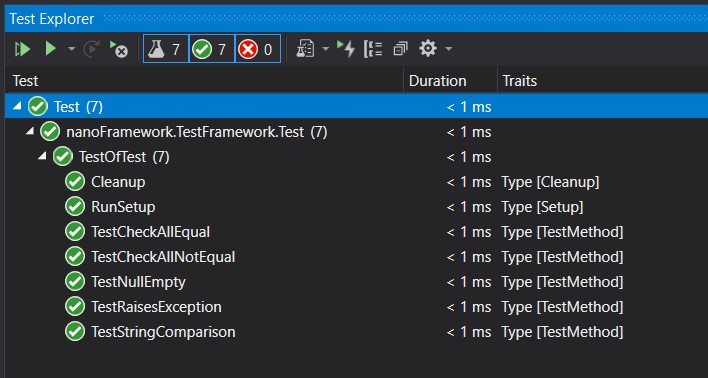 Test Explorer
7 7 0
Test Duration Traits
Test (7) < 1 ms
nanoFramework.TestFramework.Test (7) < 1 ms
TestOfTest (7) < 1 ms
Cleanup < 1 ms Type [Cleanup]
RunSetup < 1 ms Type [Setup]
TestCheckAllEqual < 1 ms Type [TestMethod]
TestCheckAllNotEqual < 1 ms Type [TestMethod]
TestNullEmpty < 1 ms Type [TestMethod]
TestRaisesException < 1 ms Type [TestMethod]
TestStringComparison < 1 ms Type [TestMethod]